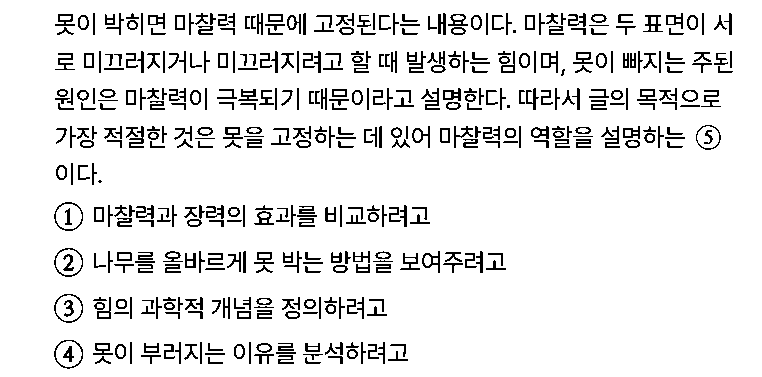 못이 박히면 마찰력 때문에 고정된다는 내용이다. 마찰력은 두 표면이 서
로 미끄러지거나 미끄러지려고 할 때 발생하는 힘이며, 못이 빠지는 주된
원인은 마찰력이 극복되기 때문이라고 설명한다. 따라서 글의 목적으로
가장 적절한 것은 못을 고정하는 데 있어 마찰력의 역할을 설명하는 ⑤
이다.
① 마찰력과 장력의 효과를 비교하려고
② 나무를 올바르게 못 박는 방법을 보여주려고
③ 힘의 과학적 개념을 정의하려고
④ 못이 부러지는 이유를 분석하려고